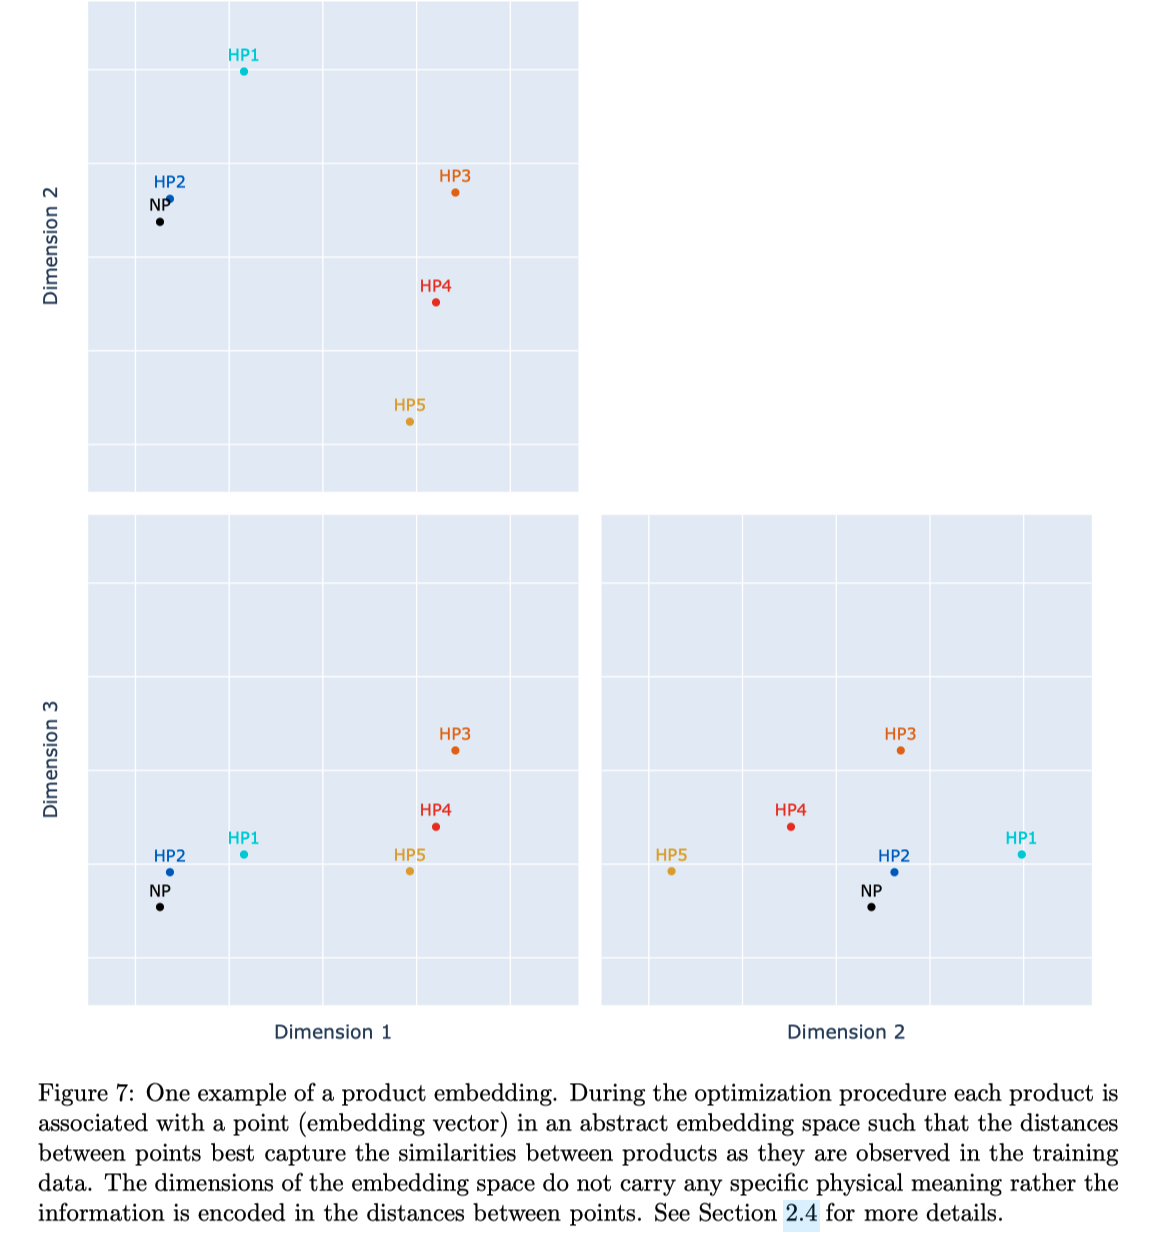 HP1
HP2
NP
HP3
HP4
HP5
Dimension 2
HP3
HP4
HP1
HP2
HP5
NP
Dimension 3
Dimension 1
HP3
HP4
HP1
HP5
HP2
NP
Dimension 2
Figure 7: One example of a product embedding. During the optimization procedure each product is
associated with a point (embedding vector) in an abstract embedding space such that the distances
between points best capture the similarities between products as they are observed in the training
data. The dimensions of the embedding space do not carry any specific physical meaning rather the
information is encoded in the distances between points. See Section 2.4 for more details.